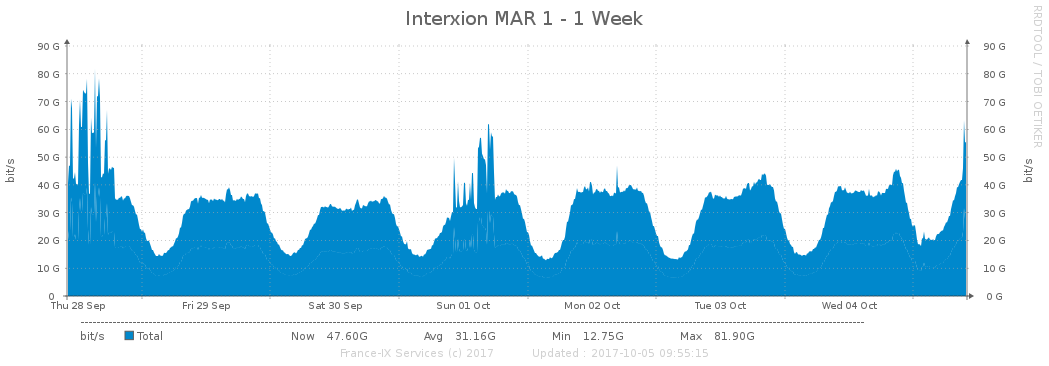 Interxion MAR 1 - 1 Week
RRDTOOL / TOBI OETIKER
90 G 90 G
80 G 80 G
70 G 70 G
60 G 60 G
50 G 50 G
bit/s bit/s
40 G 40 G
30 G 30 G
20 G 20 G
10 G 10 G
0 0 G
Thu 28 Sep Fri 29 Sep Sat 30 Sep Sun 01 Oct Mon 02 Oct Tue 03 Oct Wed 04 Oct
bit/s Total Now 47.60G Avg 31.16G Min 12.75G Max 81.90G
France-IX Services (c) 2017 Updated : 2017-10-05 09:55:15